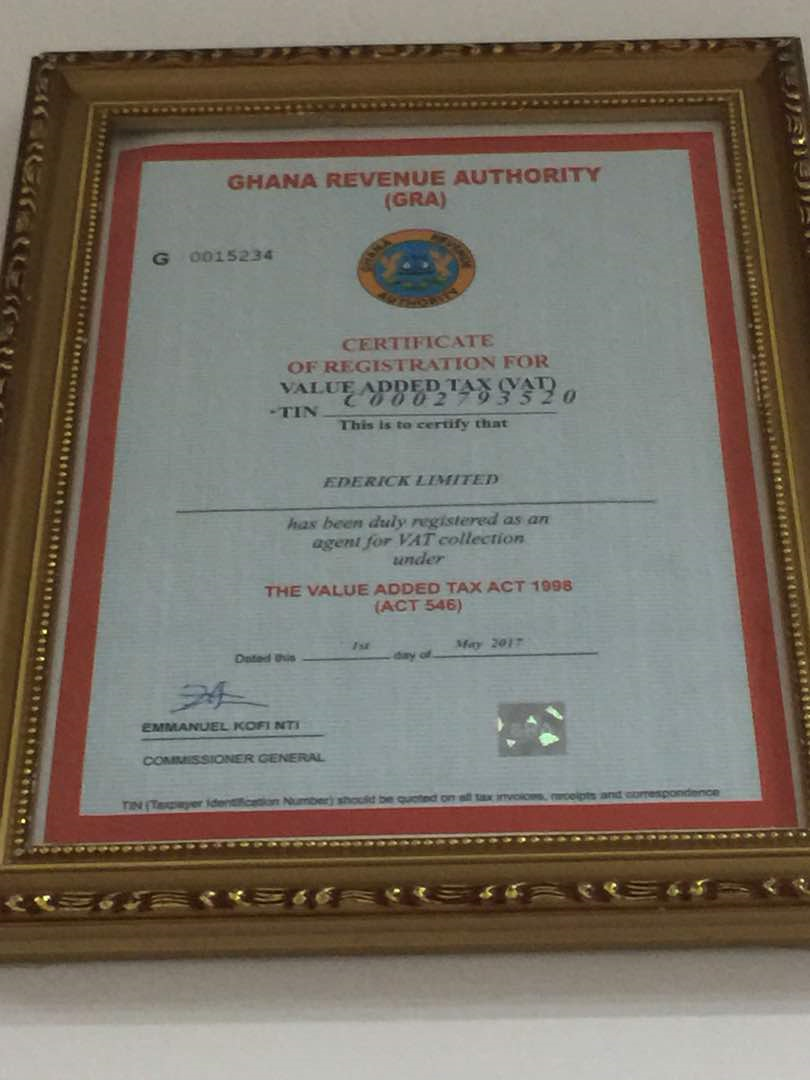 GHANA REVENUE AUTHORITY
(GRA)
G 0015234
GHANA REVENUE
AUTHORITY
CERTIFICATE
OF REGISTRATION FOR
VALUE ADDED TAX (VAT)
TIN C0002793520
This is to certify that
EDERICK LIMITED
has been duly registered as an
agent for VAT collection
under
THE VALUE ADDED TAX ACT 1998
(ACT 546)
Dated this 1st day of May 2017
EMMANUEL KOFI NTI
COMMISSIONER GENERAL
TIN (Taxpayer Identification Number) should be quoted on all tax invoices, receipts and correspondence